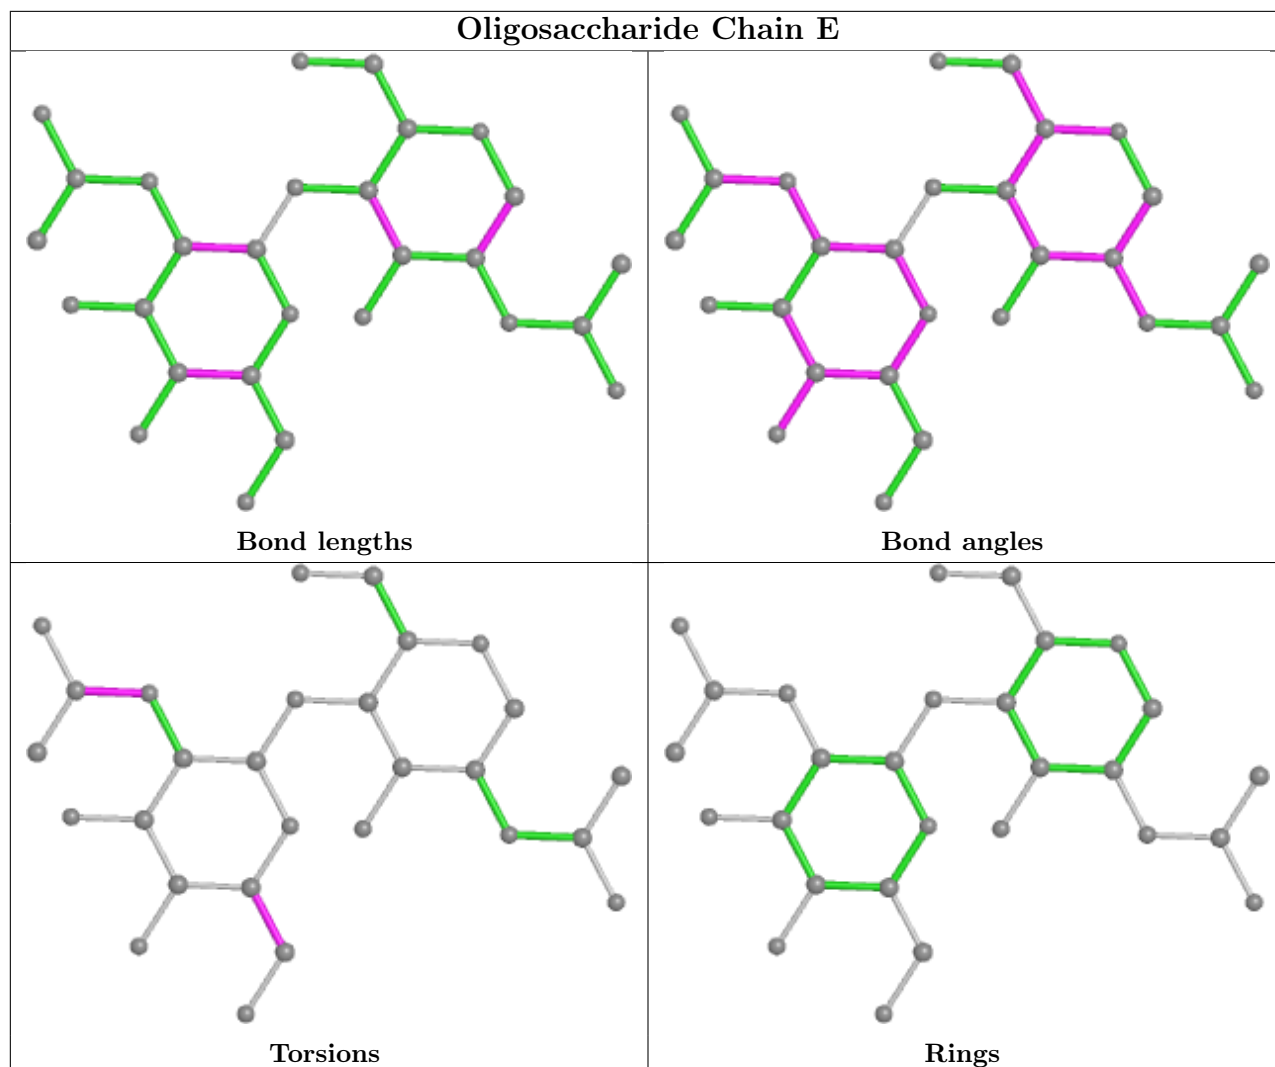 Oligosaccharide Chain E
Bond lengths
Bond angles
Torsions
Rings